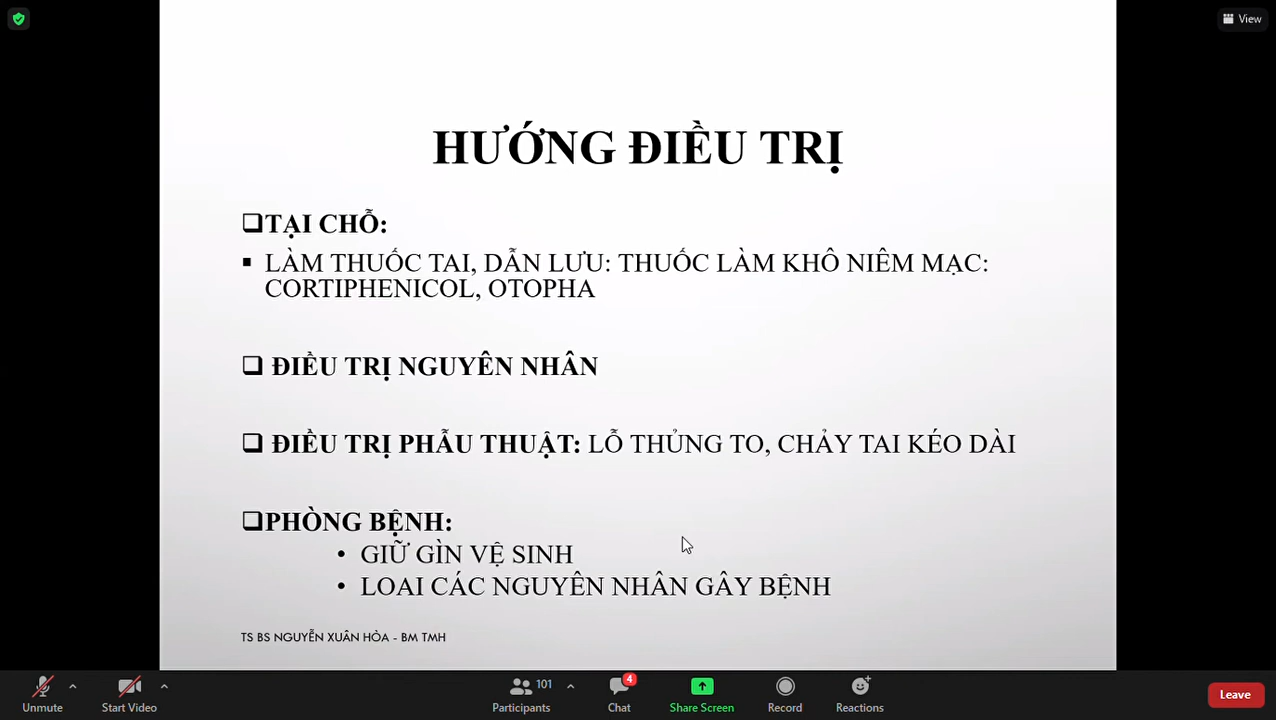 View
HƯỚNG ĐIỀU TRỊ
❑TẠI CHỖ:
▪ LÀM THUỐC TAI, DẪN LƯU: THUỐC LÀM KHÔ NIÊM MẠC:
CORTIPHENICOL, OTOPHA
❑ ĐIỀU TRỊ NGUYÊN NHÂN
❑ ĐIỀU TRỊ PHẪU THUẬT: LỖ THỦNG TO, CHẢY TAI KÉO DÀI
❑PHÒNG BỆNH:
• GIỮ GÌN VỆ SINH
• LOAI CÁC NGUYÊN NHÂN GÂY BỆNH
TS BS NGUYỄN XUÂN HÒA - BM TMH
101
4
Unmute Start Video Participants Chat Share Screen Record Reactions Leave